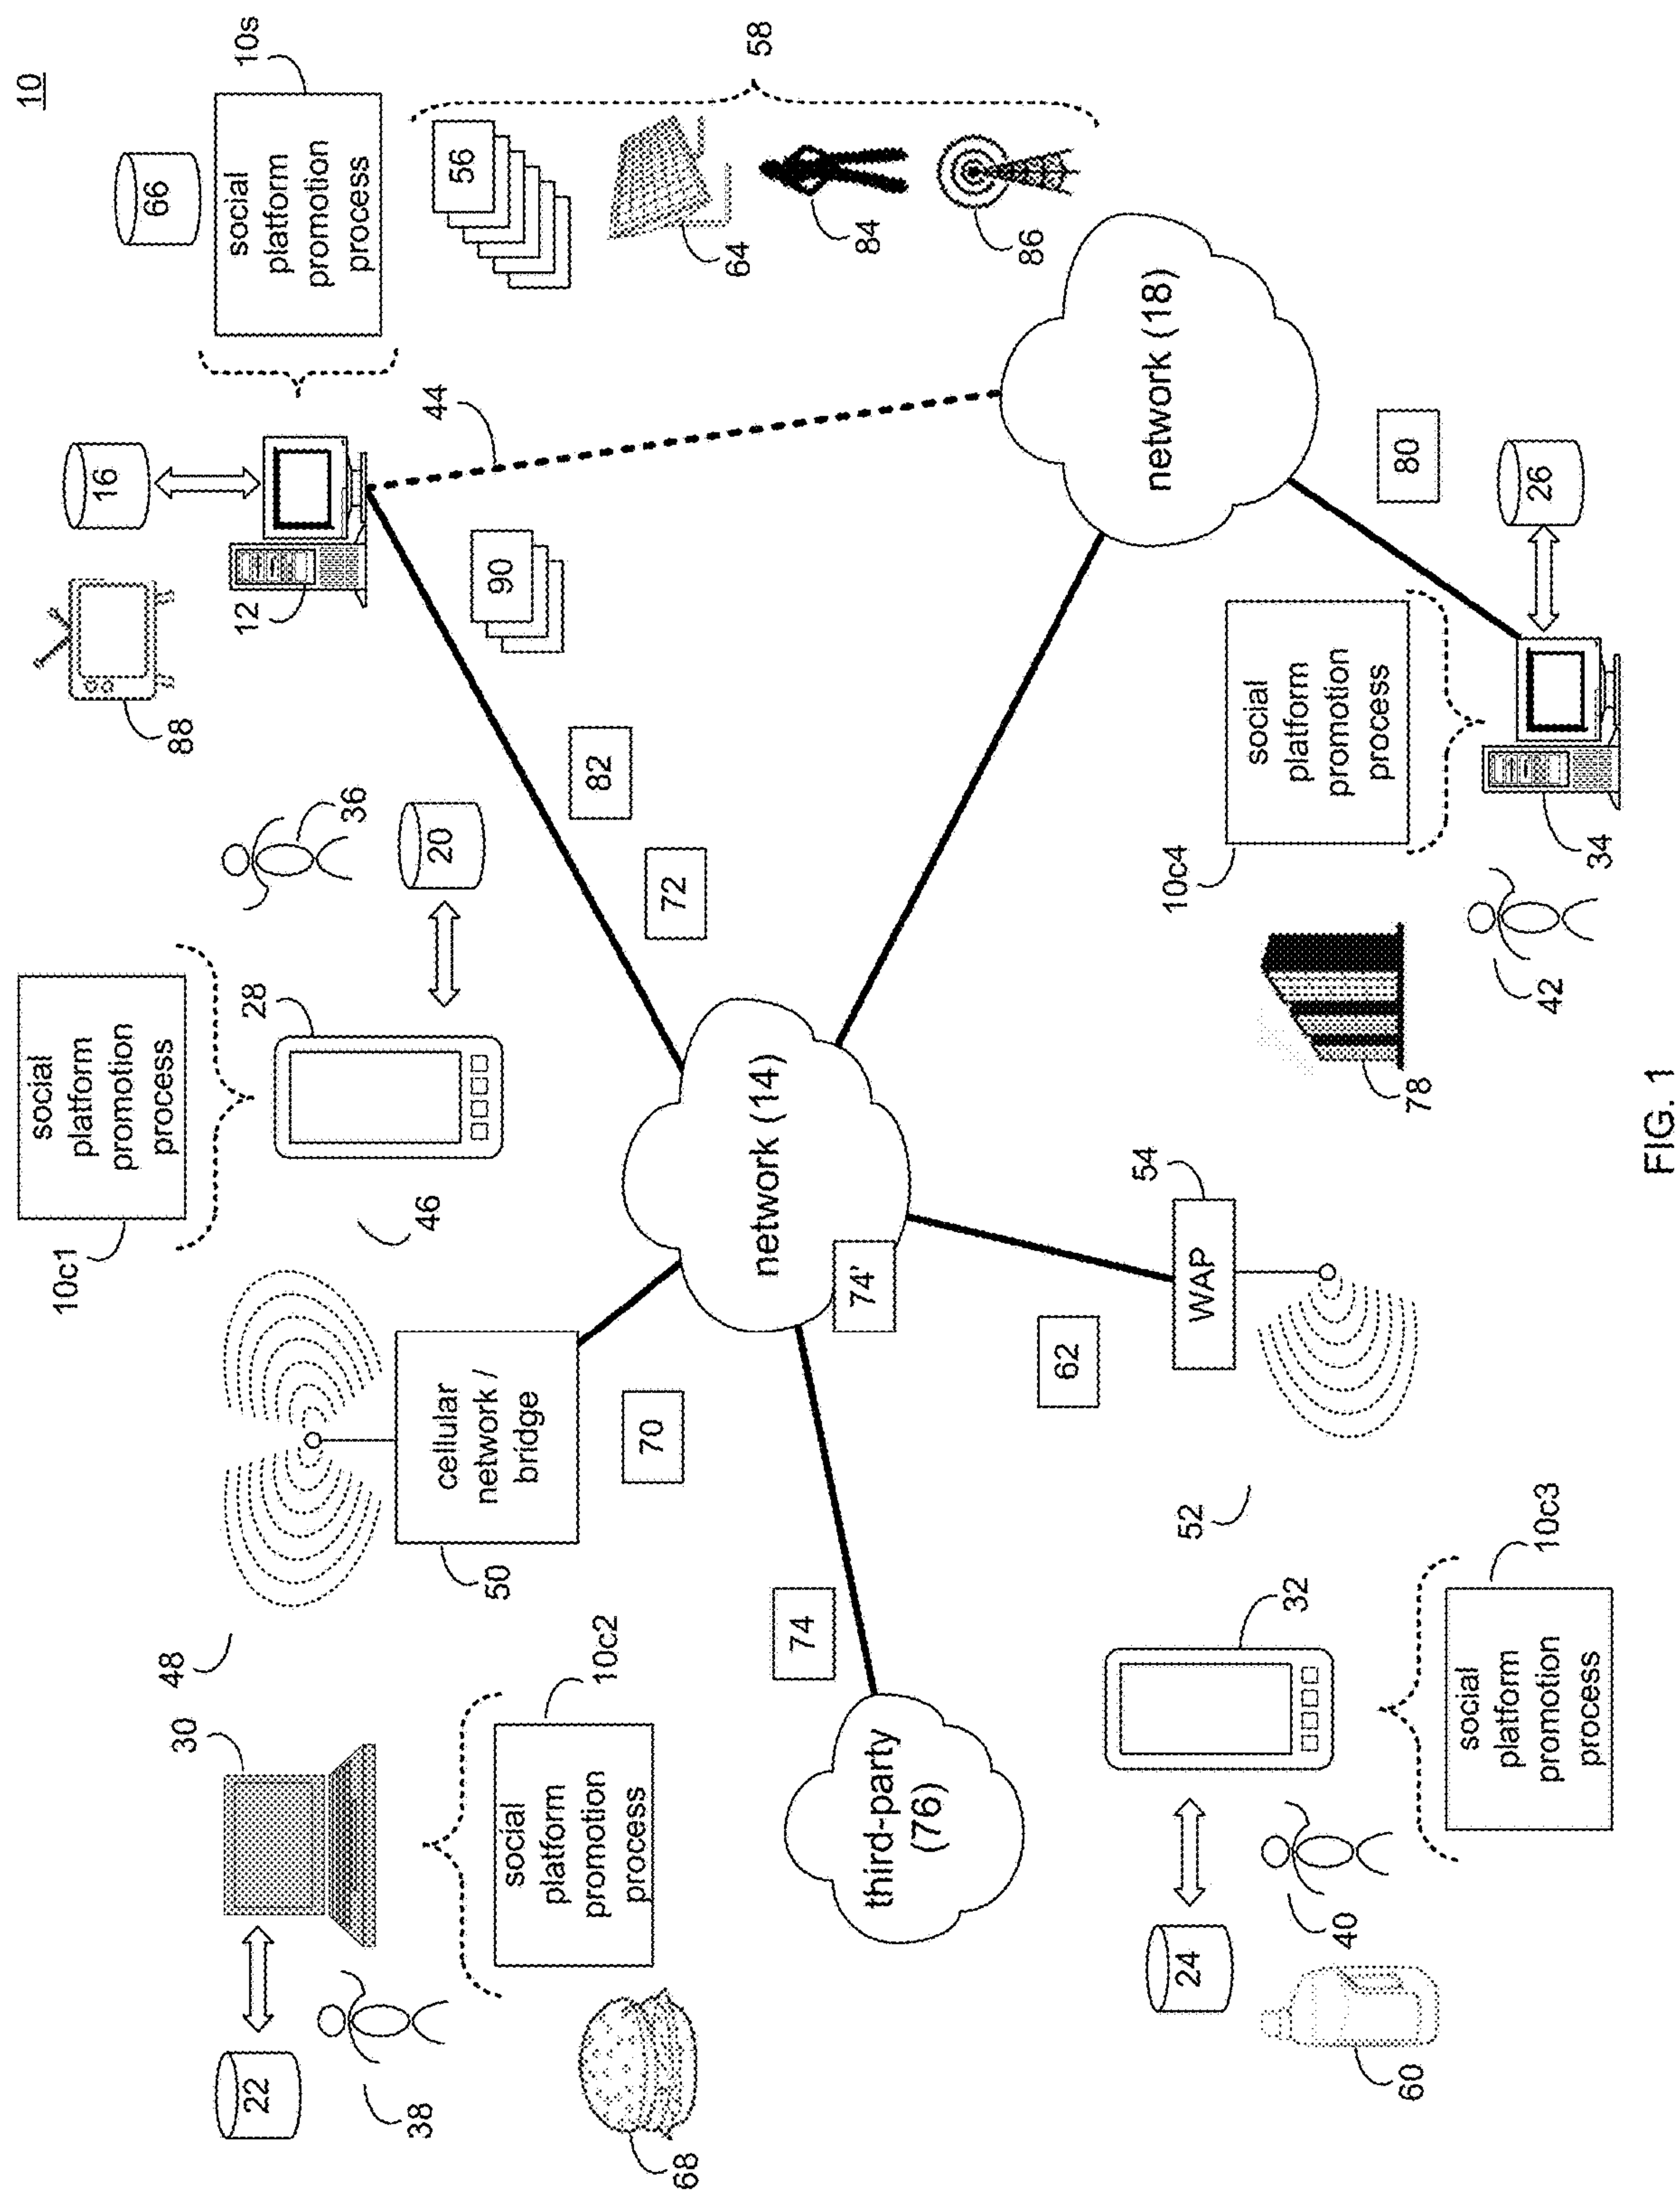 10
88
16
66
10s
social
platform
promotion
process
12
44
58
56
64
84
86
90
82
72
36
20
10c1
social
platform
promotion
process
28
46
48
50
cellular
network /
bridge
70
30
22
38
10c2
social
platform
promotion
process
68
network (14)
74'
74
third-party
(76)
network (18)
80
26
10c4
social
platform
promotion
process
34
42
78
54
WAP
62
52
32
24
40
60
10c3
social
platform
promotion
process
FIG. 1